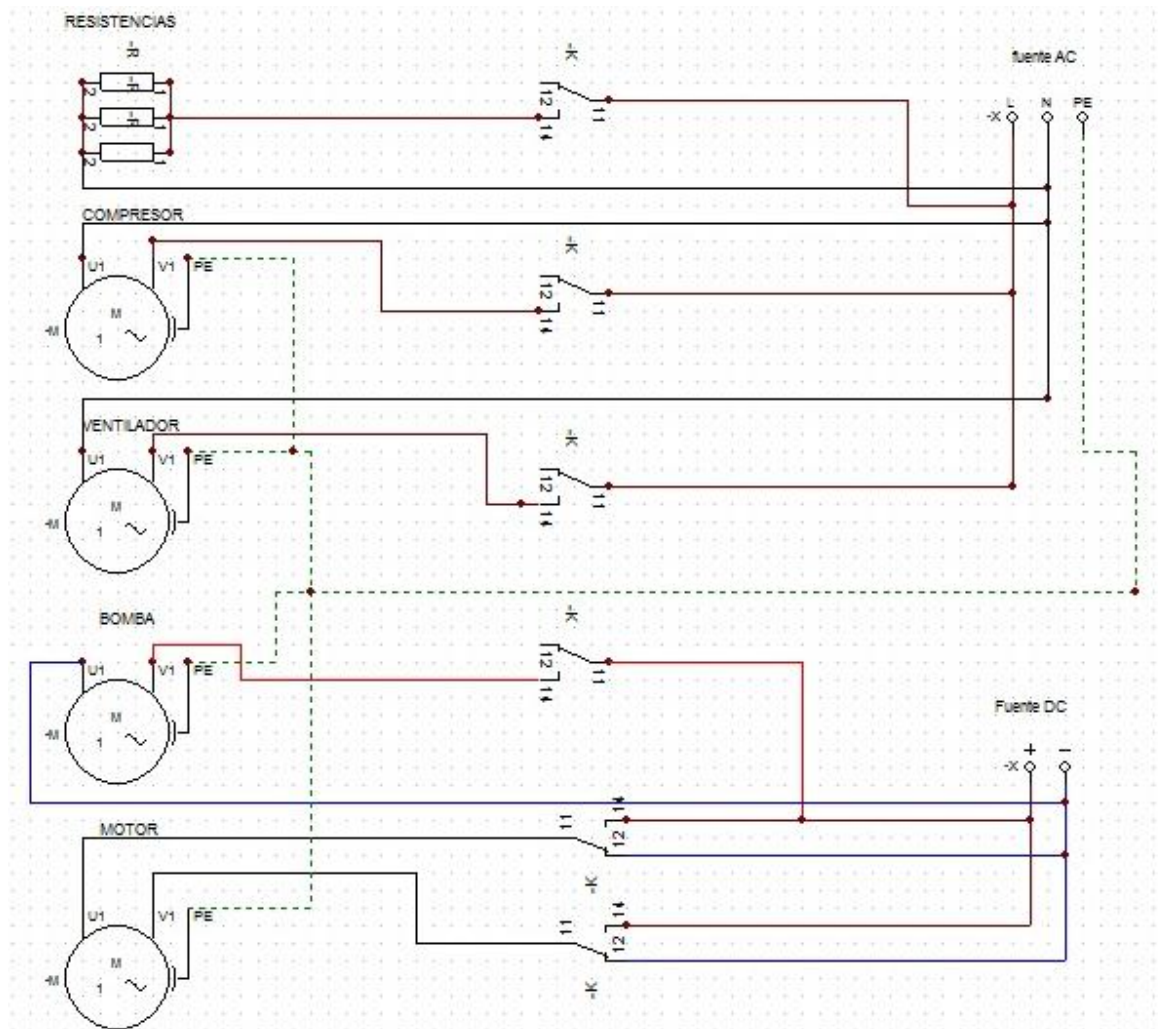 RESISTENCIAS
-R
-R
-R
2 1
2 1
2 1
-K
12
14
11
fuente AC
-X L N PE
COMPRESOR
U1 V1 PE
-M
M
1
-K
12
14
11
VENTILADOR
U1 V1 PE
-M
M
1
-K
12
14
11
BOMBA
U1 V1 PE
-M
M
1
-K
12
14
11
Fuente DC
+ −
-X
MOTOR
U1 V1 PE
-M
M
1
11
14
12
-K
11
14
12
-K